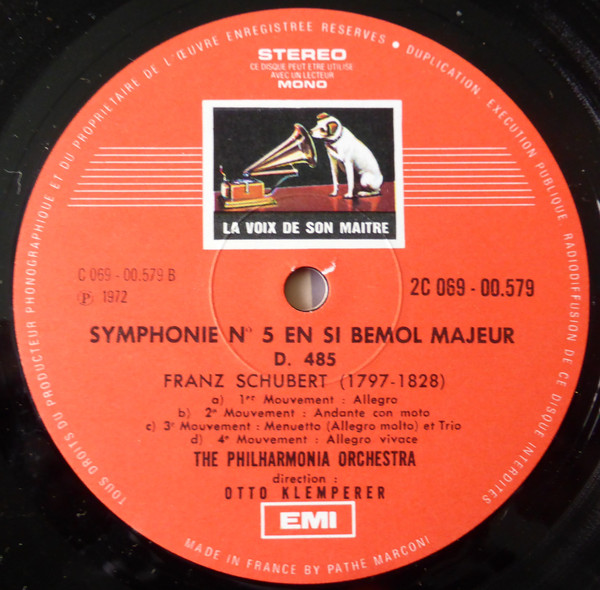 TOUS DROITS DU PRODUCTEUR PHONOGRAPHIQUE ET DU PROPRIETAIRE DE L'ŒUVRE ENREGISTREE RESERVES • DUPLICATION EXECUTION PUBLIQUE RADIODIFFUSION DE CE DISQUE INTERDITES
STEREO
CE DISQUE PEUT ETRE UTILISE
AVEC UN LECTEUR
MONO
LA VOIX DE SON MAITRE
C 069 - 00.579 B
℗ 1972
2C 069 - 00.579
SYMPHONIE N° 5 EN SI BEMOL MAJEUR
D. 485
FRANZ SCHUBERT (1797-1828)
a) 1er Mouvement : Allegro
b) 2e Mouvement : Andante con moto
c) 3e Mouvement : Menuetto (Allegro molto) et Trio
d) 4e Mouvement : Allegro vivace
THE PHILHARMONIA ORCHESTRA
direction :
OTTO KLEMPERER
EMI
MADE IN FRANCE BY PATHE MARCONI